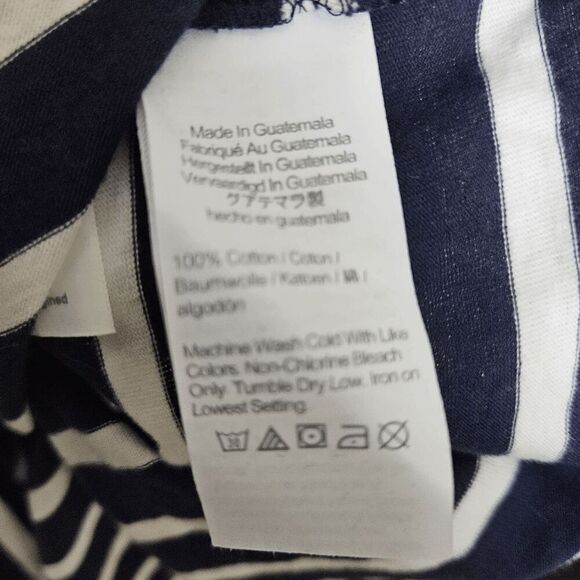 Made In Guatemala
Fabriqué Au Guatemala
Hergestellt In Guatemala
Vervaardigd In Guatemala
グアテマラ製
hecho en guatemala
100% Cotton / Coton /
Baumwolle / Katoen / 綿 /
algodón
Machine Wash Cold With Like
Colors. Non-Chlorine Bleach
Only. Tumble Dry Low. Iron on
Lowest Setting.